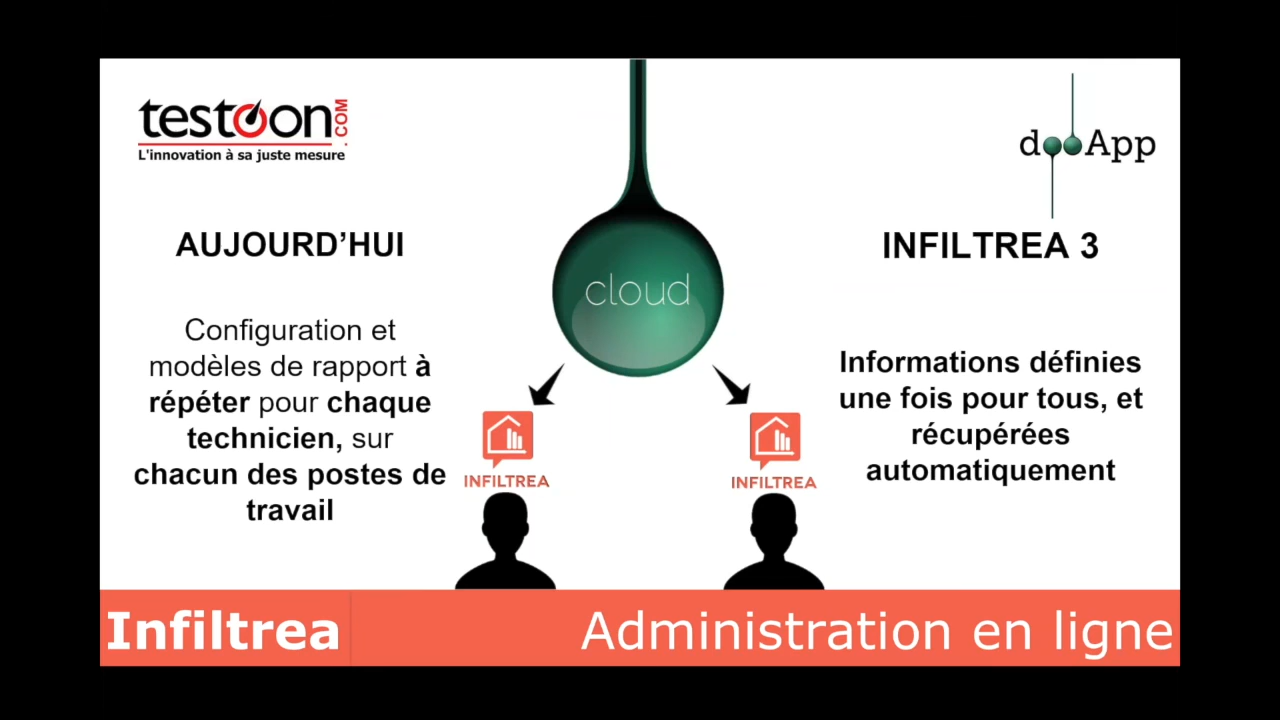 testoon.COM
L'innovation à sa juste mesure
dooApp
AUJOURD'HUI
Configuration et
modèles de rapport à
répéter pour chaque
technicien, sur
chacun des postes de
travail
cloud
INFILTREA
INFILTREA
INFILTREA 3
Informations définies
une fois pour tous, et
récupérées
automatiquement
Infiltrea
Administration en ligne